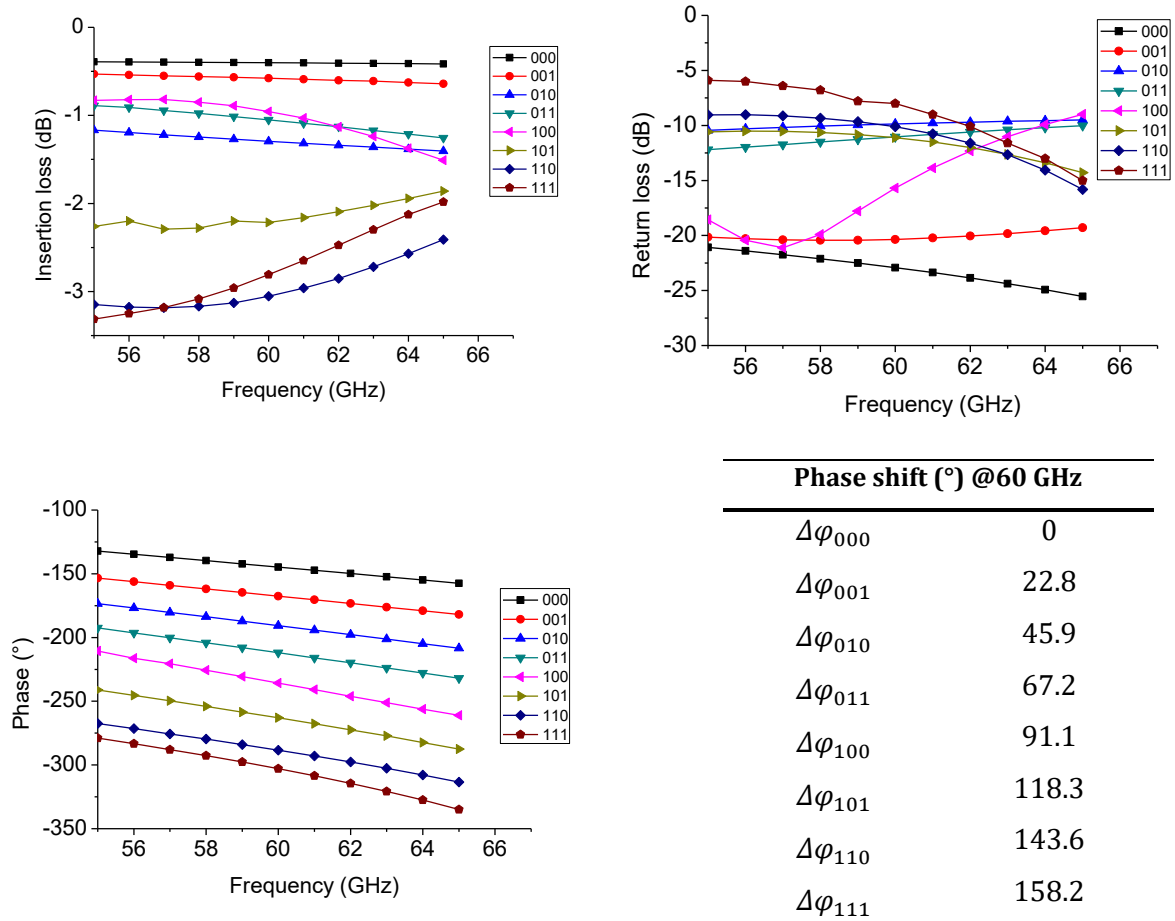 0
-1
-2
-3
Insertion loss (dB)
56 58 60 62 64 66
Frequency (GHz)
000
001
010
011
100
101
110
111
0
-5
-10
-15
-20
-25
-30
Return loss (dB)
56 58 60 62 64 66
Frequency (GHz)
000
001
010
011
100
101
110
111
-100
-150
-200
-250
-300
-350
Phase (°)
56 58 60 62 64 66
Frequency (GHz)
000
001
010
011
100
101
110
111
Phase shift (°) @60 GHz
Δφ000 0
Δφ001 22.8
Δφ010 45.9
Δφ011 67.2
Δφ100 91.1
Δφ101 118.3
Δφ110 143.6
Δφ111 158.2